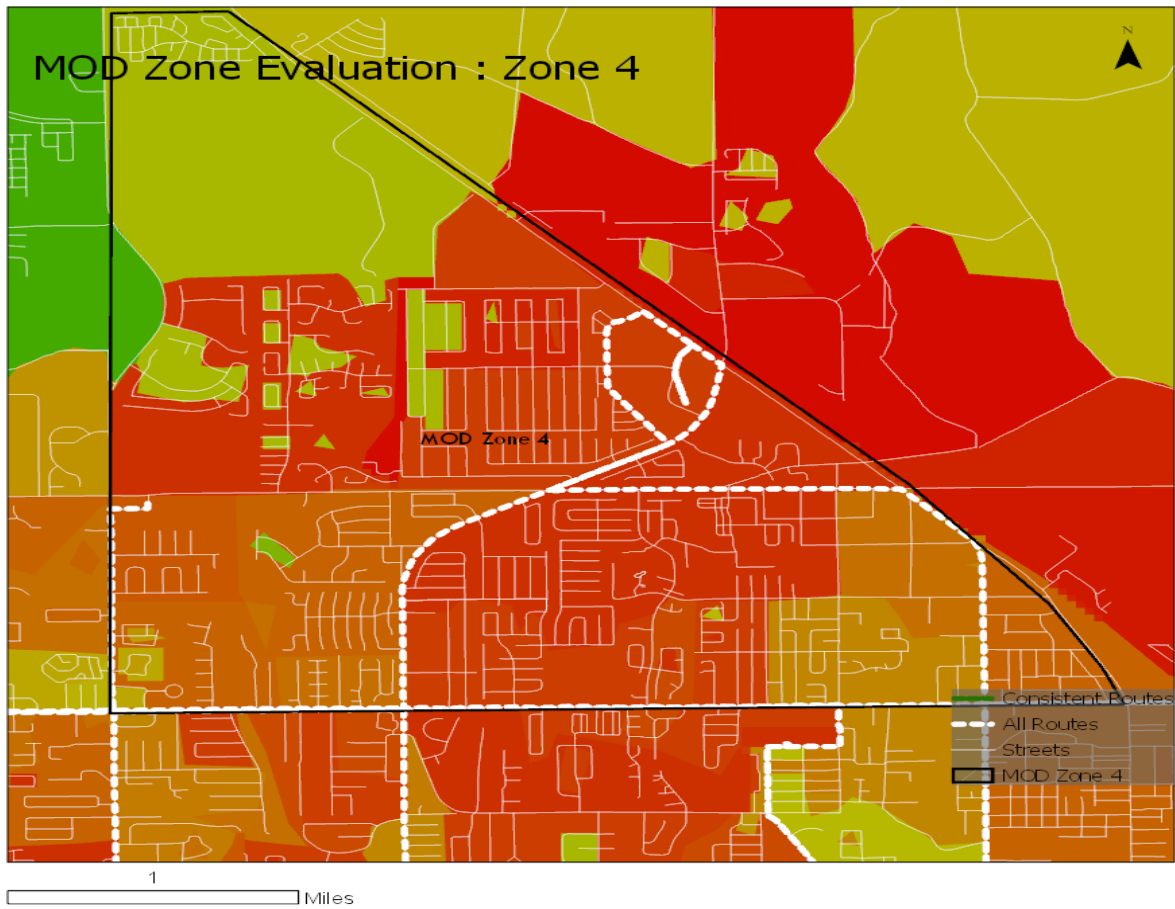 N
MOD Zone Evaluation : Zone 4
MOD Zone 4
Consistent Routes
All Routes
Streets
MOD Zone 4
1
Miles